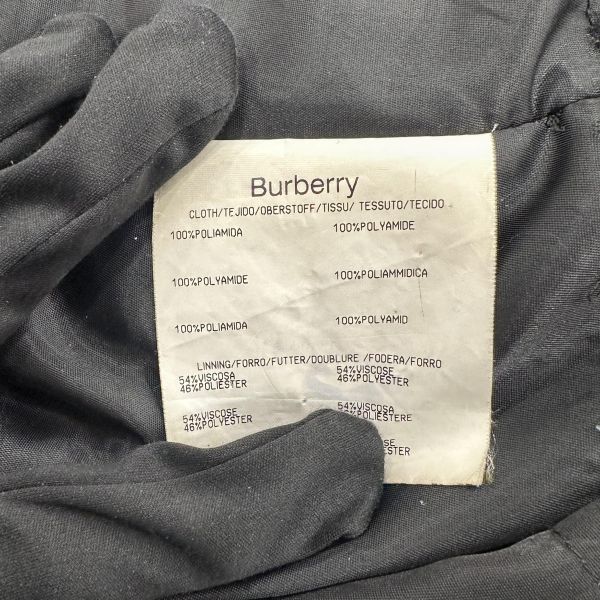 Burberry
CLOTH/TEJIDO/OBERSTOFF/TISSU/ TESSUTO/TECIDO
100%POLIAMIDA 100%POLYAMIDE
100%POLYAMIDE 100%POLIAMMIDICA
100%POLIAMIDA 100%POLYAMID
LINNING/FORRO/FUTTER/DOUBLURE /FODERA/FORRO
54%VISCOSA 54%VISCOSE
46%POLIESTER 46%POLYESTER
54%VISCOSE 54%VISCOSA
46%POLYESTER POLIESTERE